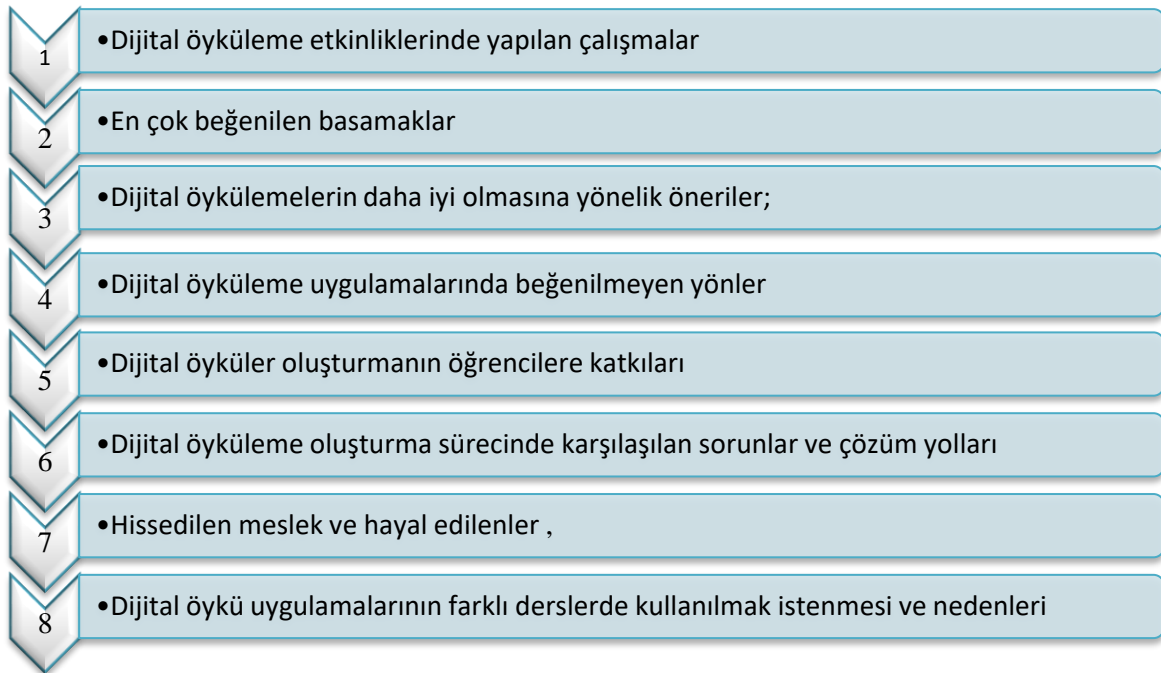 1 •Dijital öyküleme etkinliklerinde yapılan çalışmalar
2 •En çok beğenilen basamaklar
3 •Dijital öykülemelerin daha iyi olmasına yönelik öneriler;
4 •Dijital öyküleme uygulamalarında beğenilmeyen yönler
5 •Dijital öyküler oluşturmanın öğrencilere katkıları
6 •Dijital öyküleme oluşturma sürecinde karşılaşılan sorunlar ve çözüm yolları
7 •Hissedilen meslek ve hayal edilenler ,
8 •Dijital öykü uygulamalarının farklı derslerde kullanılmak istenmesi ve nedenleri